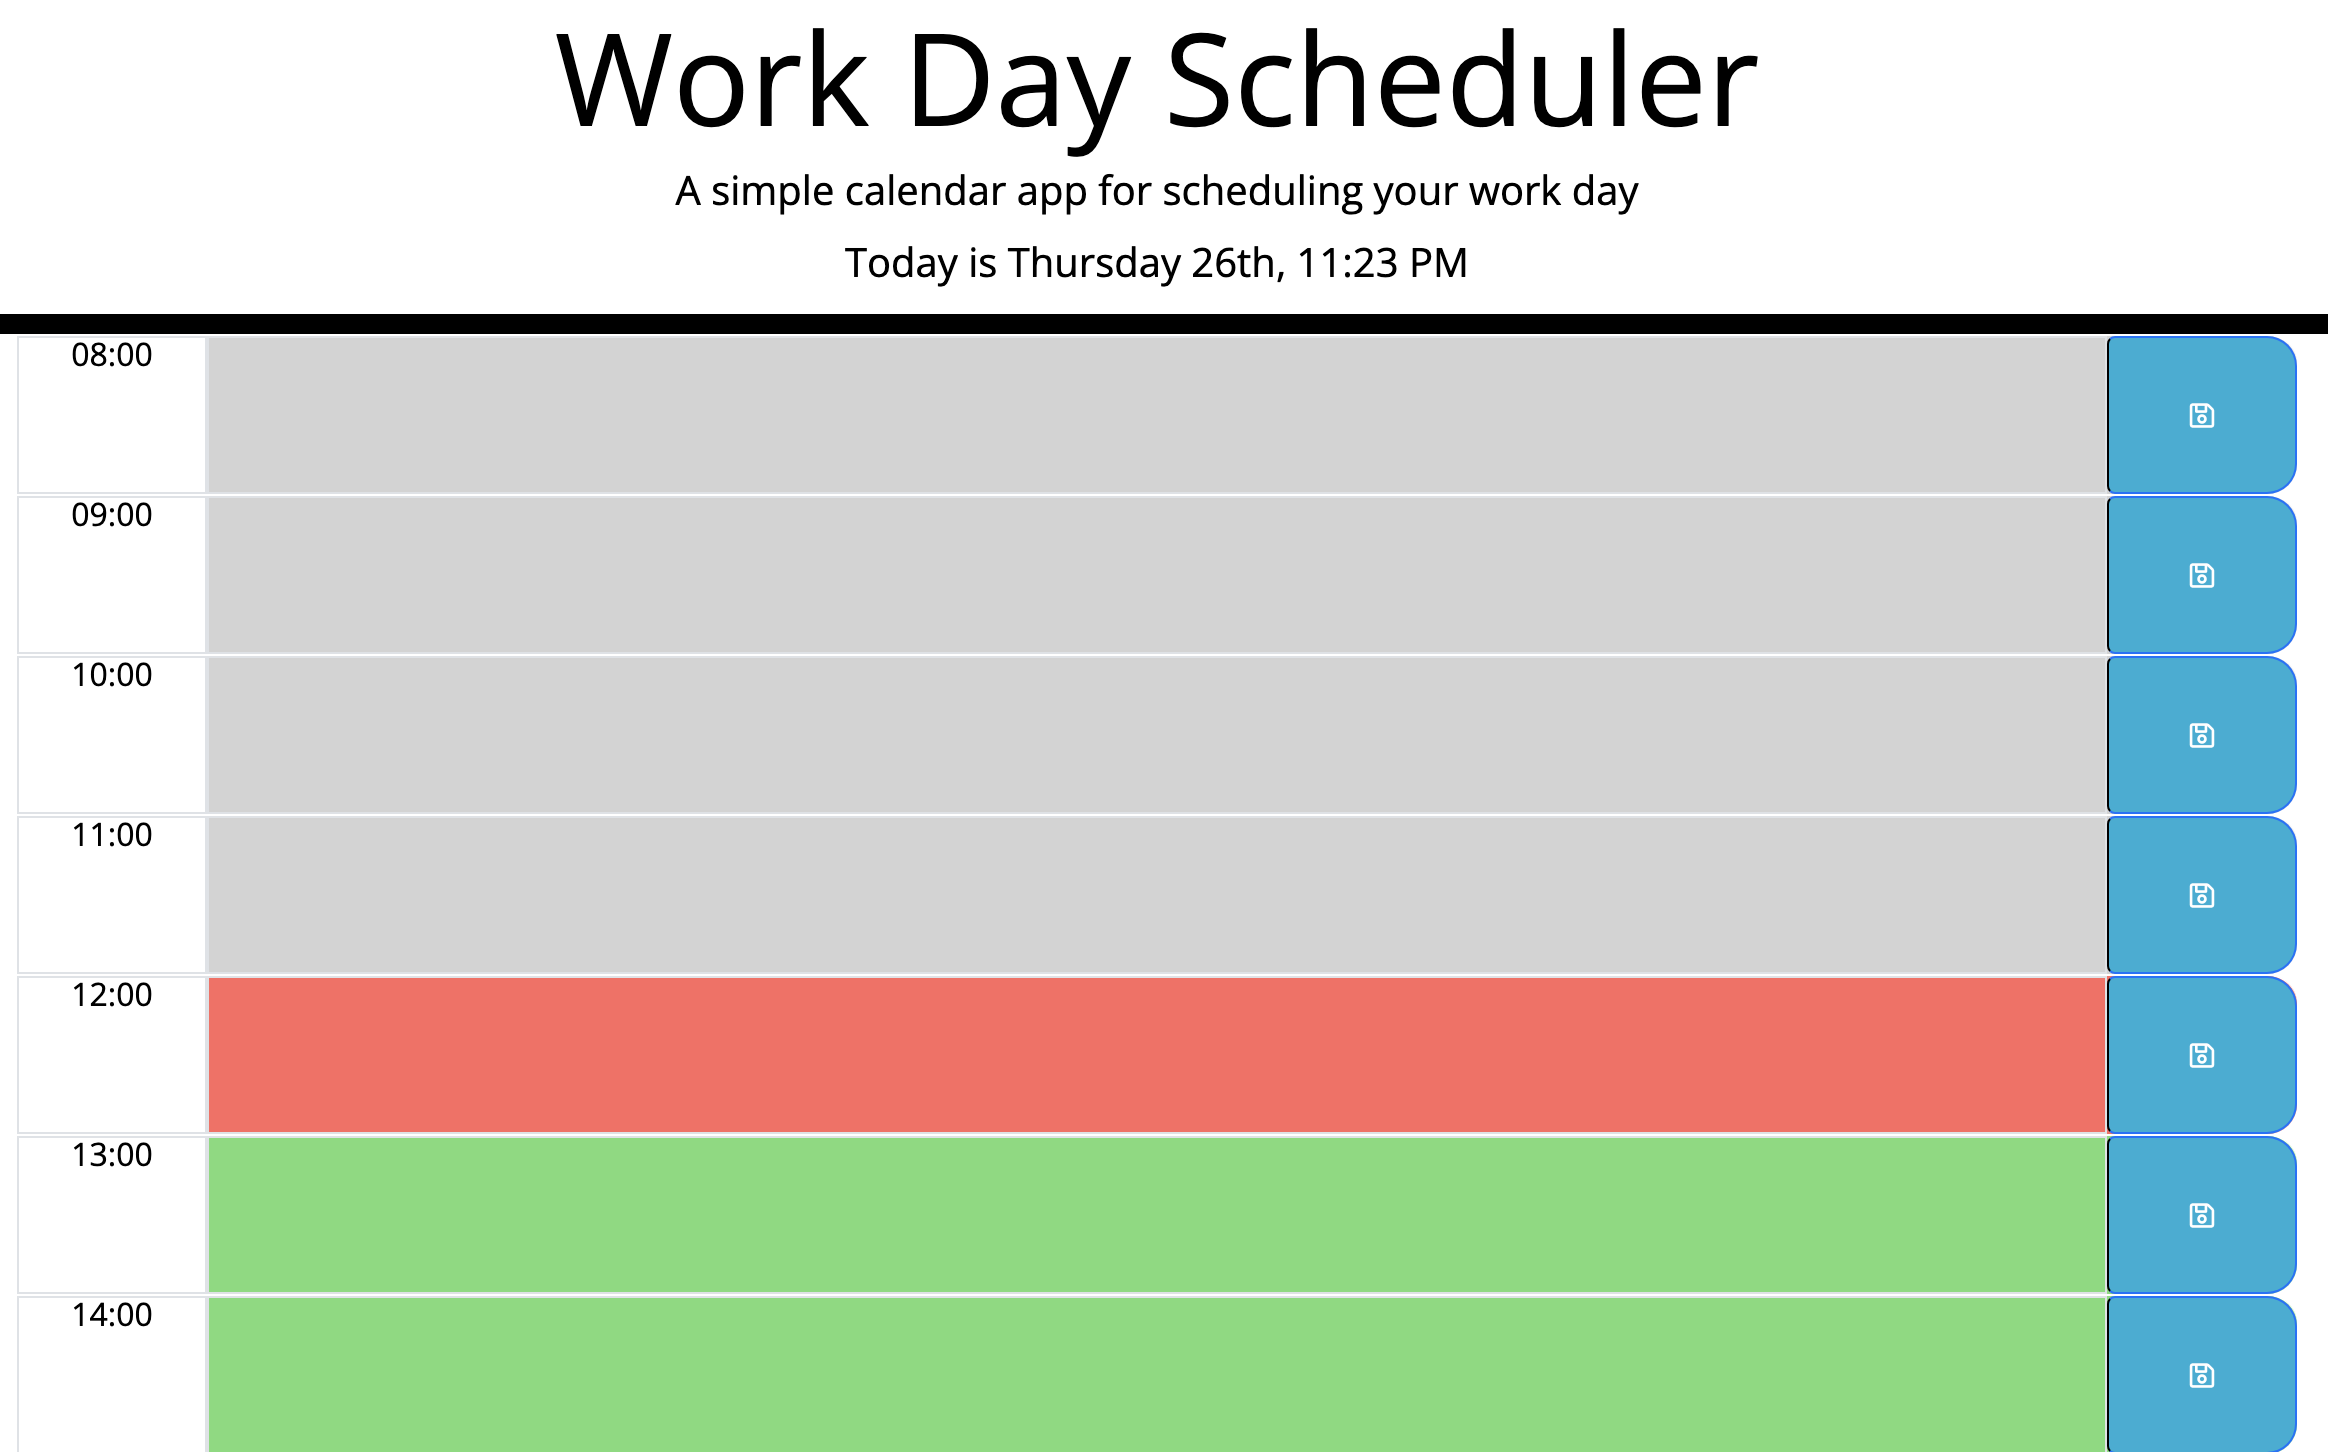 Work Day Scheduler
A simple calendar app for scheduling your work day
Today is Thursday 26th, 11:23 PM
08:00
09:00
10:00
11:00
12:00
13:00
14:00